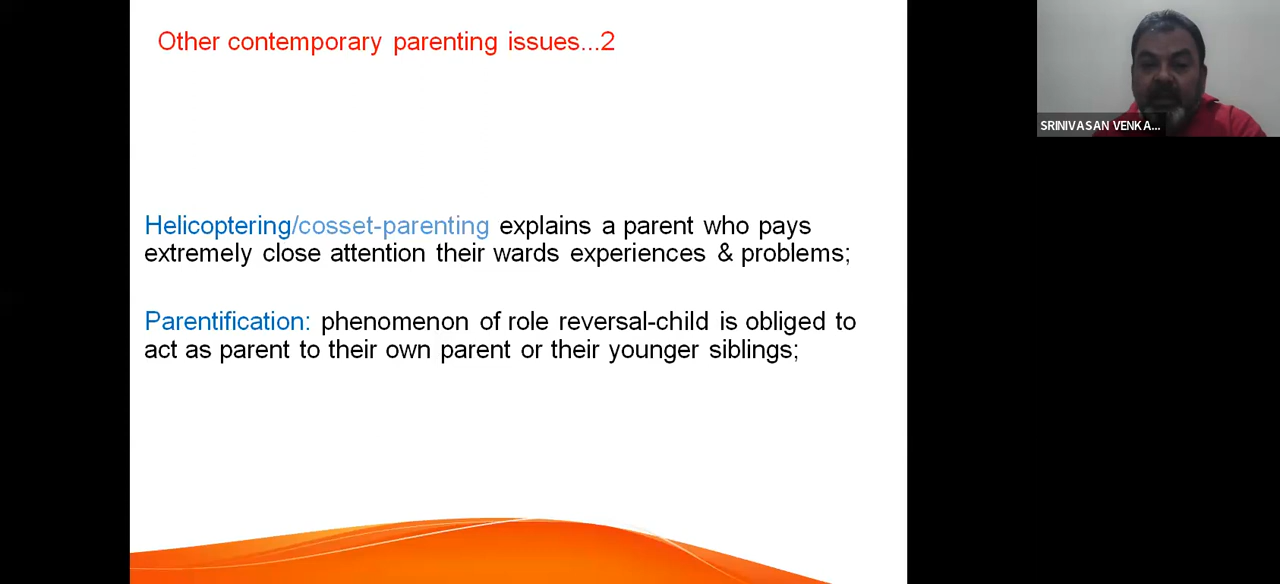 Other contemporary parenting issues...2
SRINIVASAN VENKA...
Helicoptering/cosset-parenting explains a parent who pays
extremely close attention their wards experiences & problems;
Parentification: phenomenon of role reversal-child is obliged to
act as parent to their own parent or their younger siblings;